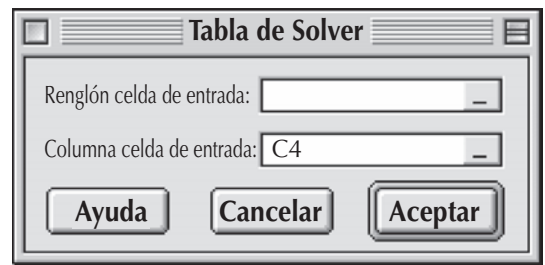 Tabla de Solver
Renglón celda de entrada:
Columna celda de entrada: C4
Ayuda Cancelar Aceptar